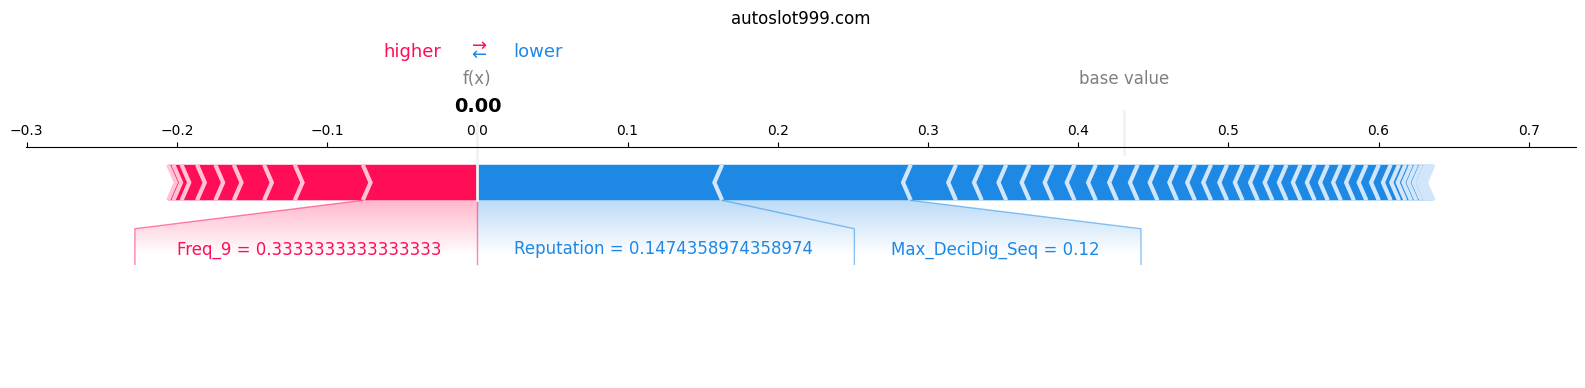 autoslot999.com
higher ⇄ lower
f(x) base value
0.00
−0.3 −0.2 −0.1 0.0 0.1 0.2 0.3 0.4 0.5 0.6 0.7
Freq_9 = 0.3333333333333333 Reputation = 0.1474358974358974 Max_DeciDig_Seq = 0.12